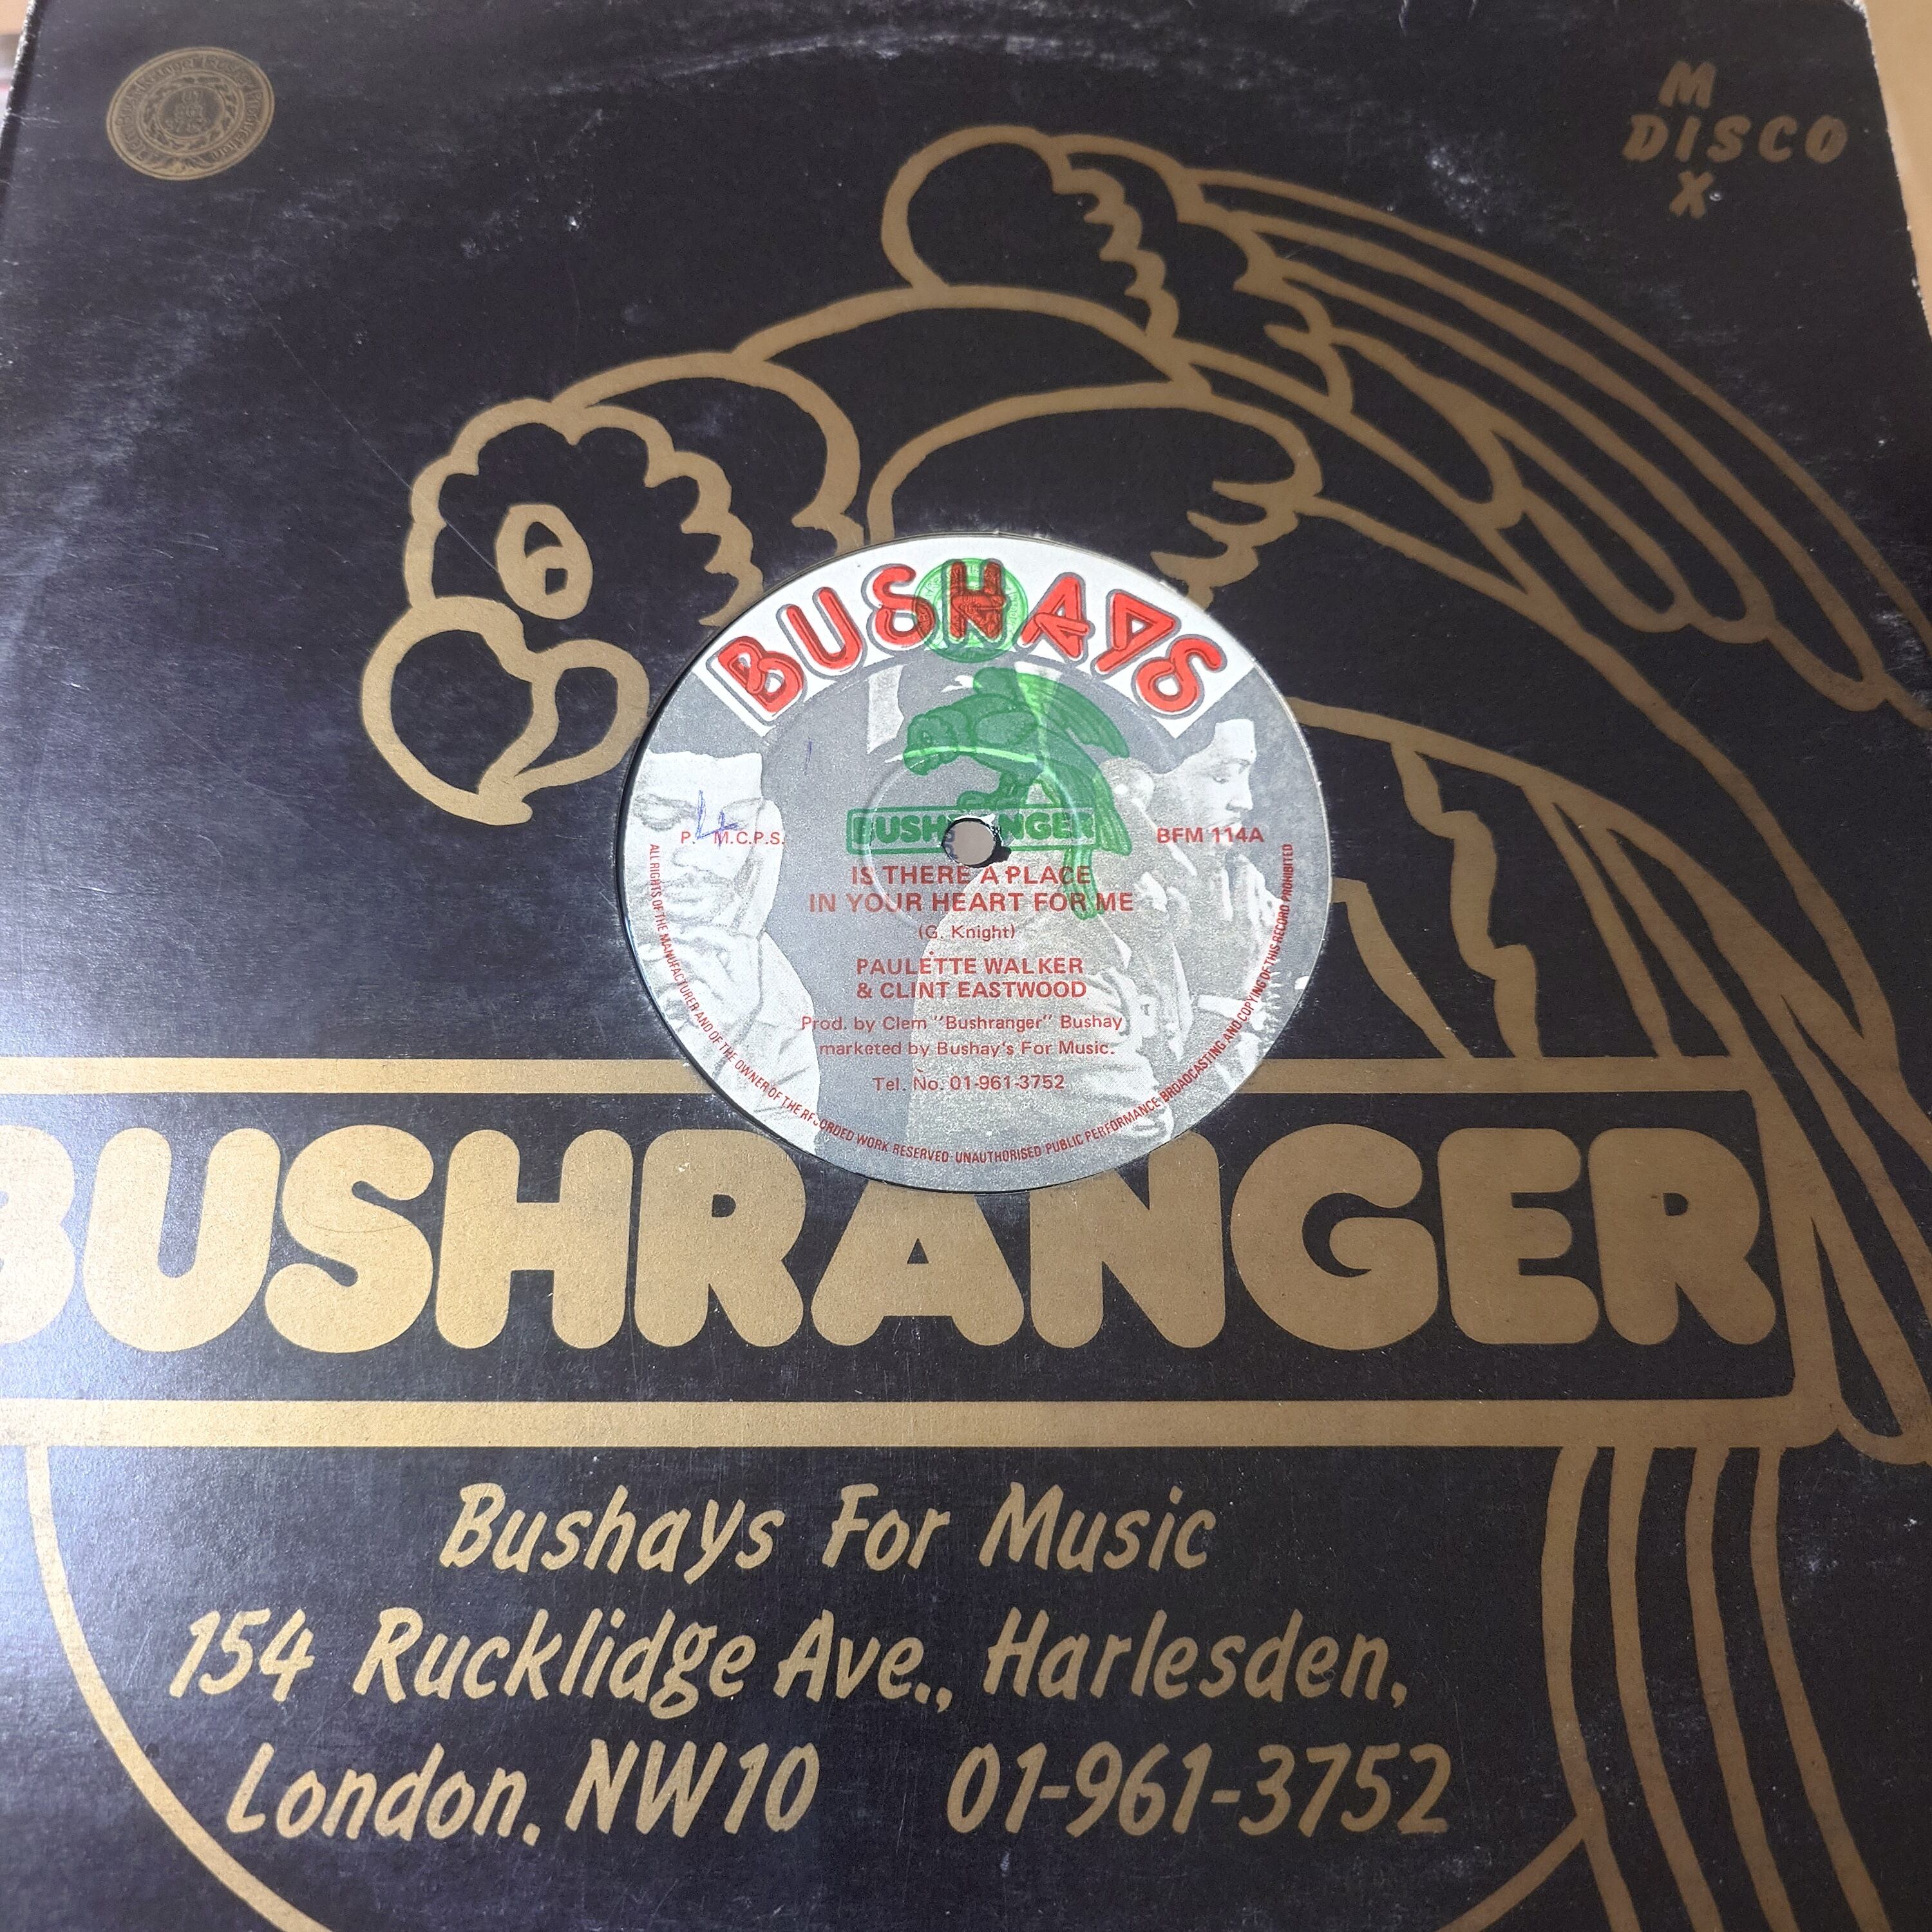 M
DISCO
X
BUSHAYS
BUSHRANGER
P. M.C.P.S.
BFM 114A
IS THERE A PLACE
IN YOUR HEART FOR ME
(G. Knight)
PAULETTE WALKER
& CLINT EASTWOOD
Prod. by Clem "Bushranger" Bushay
marketed by Bushay's For Music.
Tel. No. 01-961-3752
ALL RIGHTS OF THE MANUFACTURER AND OF THE OWNER OF THE RECORDED WORK RESERVED-UNAUTHORISED PUBLIC PERFORMANCE BROADCASTING AND COPYING OF THIS RECORD PROHIBITED
BUSHRANGER
Bushays For Music
154 Rucklidge Ave., Harlesden,
London, NW10 01-961-3752